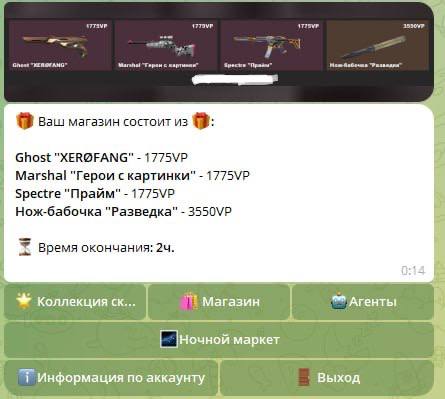 1775VP
1775VP
1775VP
3550VP
Ghost "XERØFANG"
Marshal "Герои с картинки"
Spectre "Прайм"
Нож-бабочка "Разведка"
🎁 Ваш магазин состоит из 🎁:
Ghost "XERØFANG" - 1775VP
Marshal "Герои с картинки" - 1775VP
Spectre "Прайм" - 1775VP
Нож-бабочка "Разведка" - 3550VP
⏳ Время окончания: 2ч.
0:14
🌟 Коллекция ск...
🛍 Магазин
🤖 Агенты
🌌 Ночной маркет
ℹ️ Информация по аккаунту
🚪 Выход